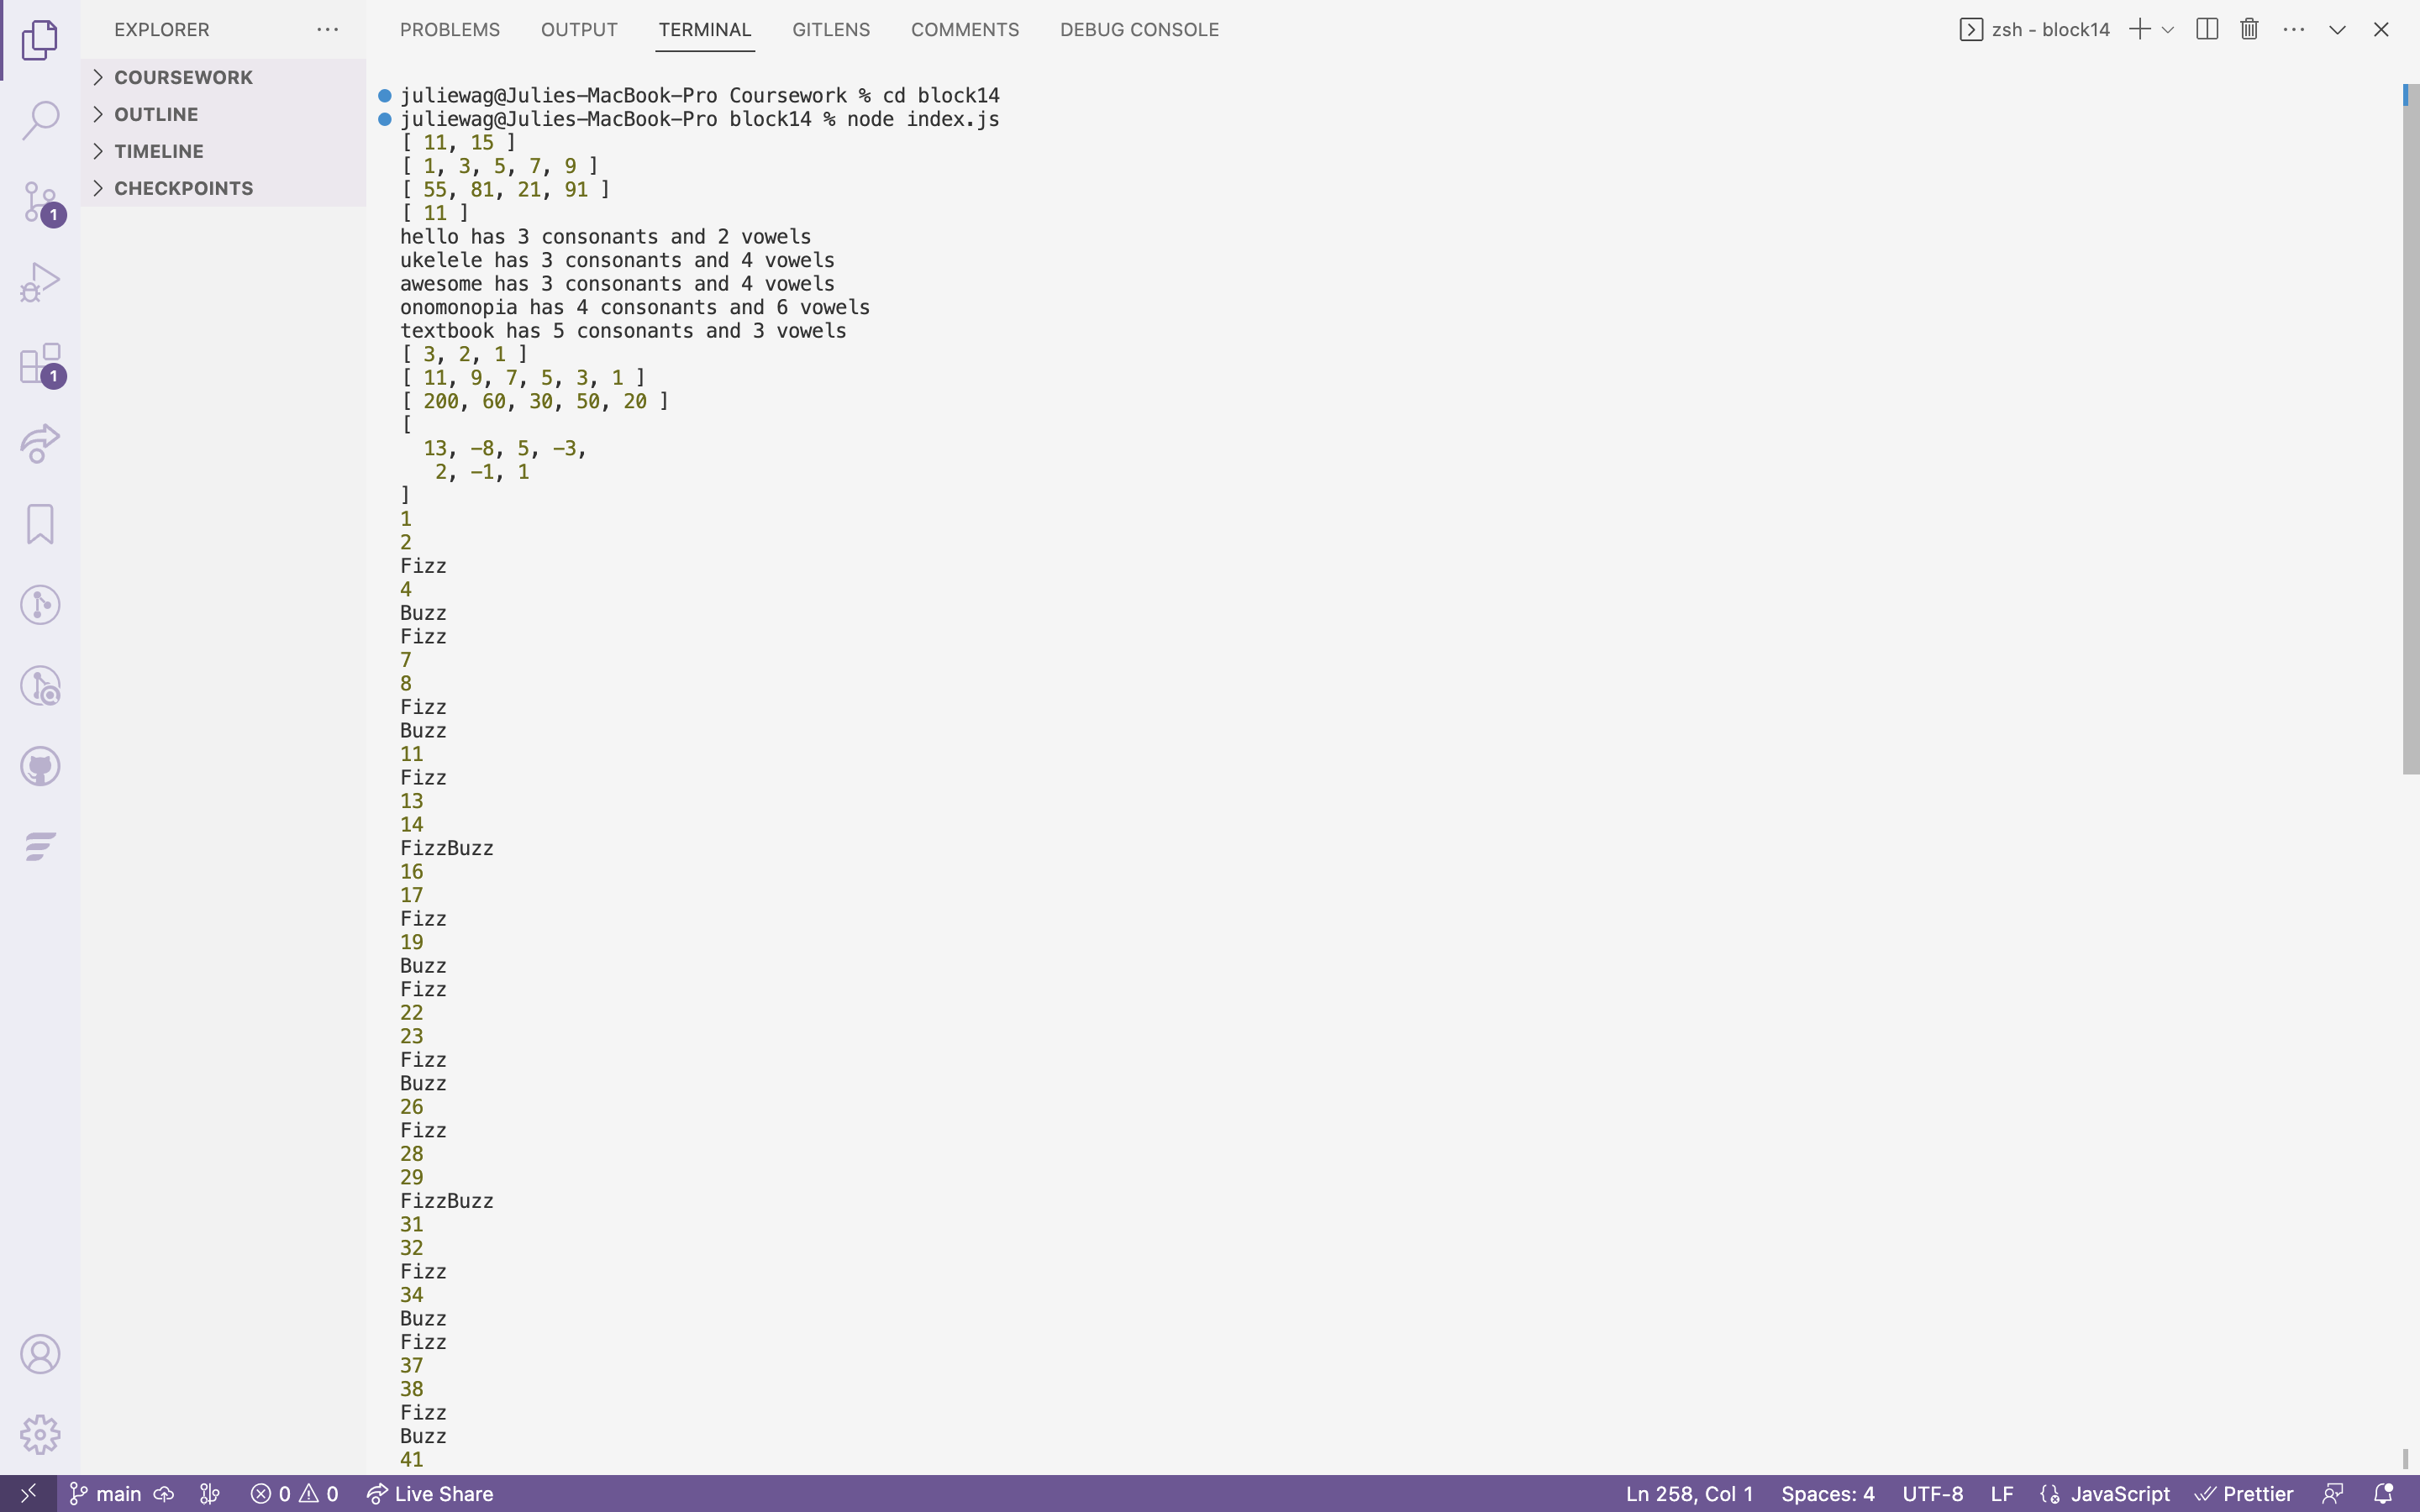 EXPLORER
COURSEWORK
OUTLINE
TIMELINE
CHECKPOINTS
1
1
PROBLEMS OUTPUT TERMINAL GITLENS COMMENTS DEBUG CONSOLE
zsh - block14
juliewag@Julies-MacBook-Pro Coursework % cd block14
juliewag@Julies-MacBook-Pro block14 % node index.js
[ 11, 15 ]
[ 1, 3, 5, 7, 9 ]
[ 55, 81, 21, 91 ]
[ 11 ]
hello has 3 consonants and 2 vowels
ukelele has 3 consonants and 4 vowels
awesome has 3 consonants and 4 vowels
onomonopia has 4 consonants and 6 vowels
textbook has 5 consonants and 3 vowels
[ 3, 2, 1 ]
[ 11, 9, 7, 5, 3, 1 ]
[ 200, 60, 30, 50, 20 ]
[
13, -8, 5, -3,
2, -1, 1
]
1
2
Fizz
4
Buzz
Fizz
7
8
Fizz
Buzz
11
Fizz
13
14
FizzBuzz
16
17
Fizz
19
Buzz
Fizz
22
23
Fizz
Buzz
26
Fizz
28
29
FizzBuzz
31
32
Fizz
34
Buzz
Fizz
37
38
Fizz
Buzz
41
main 0 0 Live Share Ln 258, Col 1 Spaces: 4 UTF-8 LF JavaScript Prettier